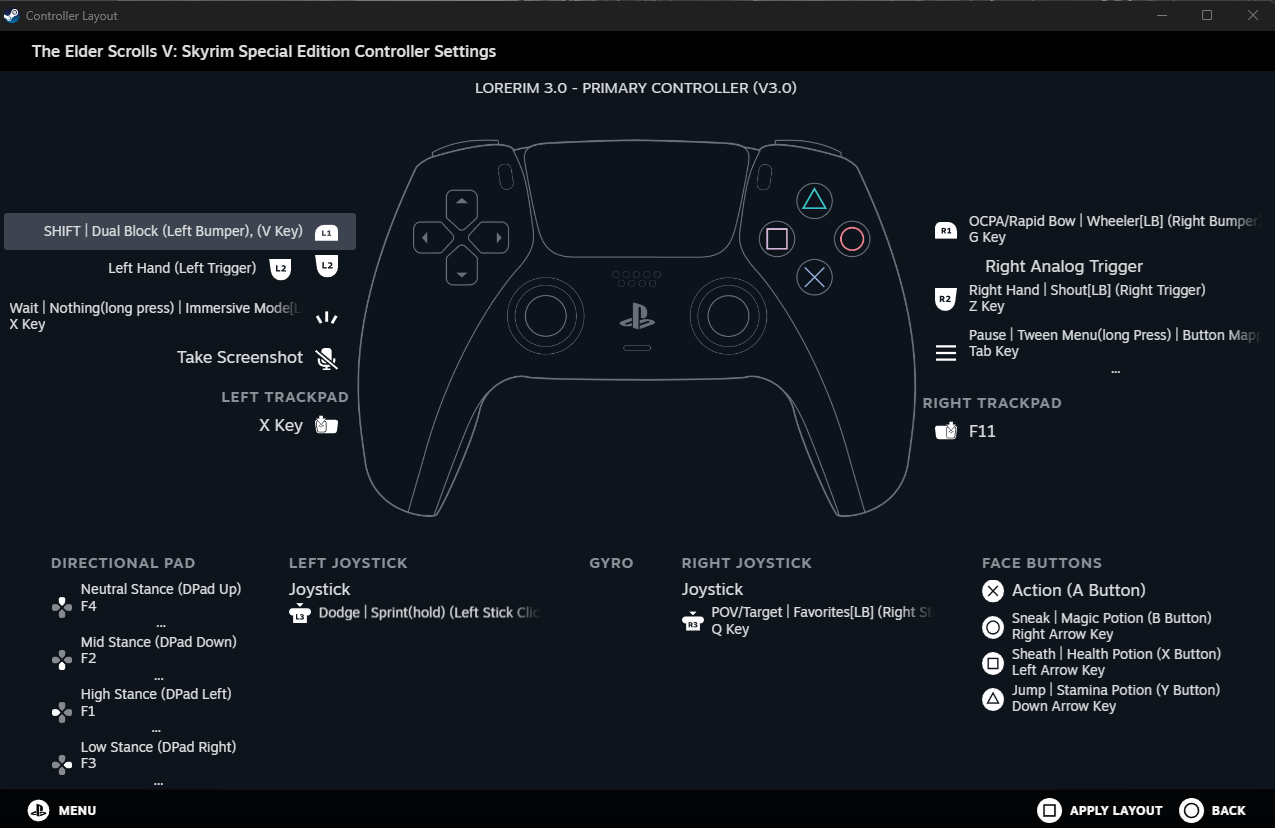 Controller Layout
The Elder Scrolls V: Skyrim Special Edition Controller Settings
LORERIM 3.0 - PRIMARY CONTROLLER (V3.0)
SHIFT | Dual Block (Left Bumper), (V Key) L1
Left Hand (Left Trigger) L2 L2
Wait | Nothing(long press) | Immersive Mode[L
X Key
Take Screenshot
LEFT TRACKPAD
X Key
R1 OCPA/Rapid Bow | Wheeler[LB] (Right Bumper
G Key
Right Analog Trigger
R2 Right Hand | Shout[LB] (Right Trigger)
Z Key
Pause | Tween Menu(long Press) | Button Mapp
Tab Key
...
RIGHT TRACKPAD
F11
DIRECTIONAL PAD
Neutral Stance (DPad Up)
F4
...
Mid Stance (DPad Down)
F2
...
High Stance (DPad Left)
F1
...
Low Stance (DPad Right)
F3
...
LEFT JOYSTICK
Joystick
L3 Dodge | Sprint(hold) (Left Stick Clic
GYRO
RIGHT JOYSTICK
Joystick
R3 POV/Target | Favorites[LB] (Right St
Q Key
FACE BUTTONS
Action (A Button)
Sneak | Magic Potion (B Button)
Right Arrow Key
Sheath | Health Potion (X Button)
Left Arrow Key
Jump | Stamina Potion (Y Button)
Down Arrow Key
MENU
APPLY LAYOUT
BACK